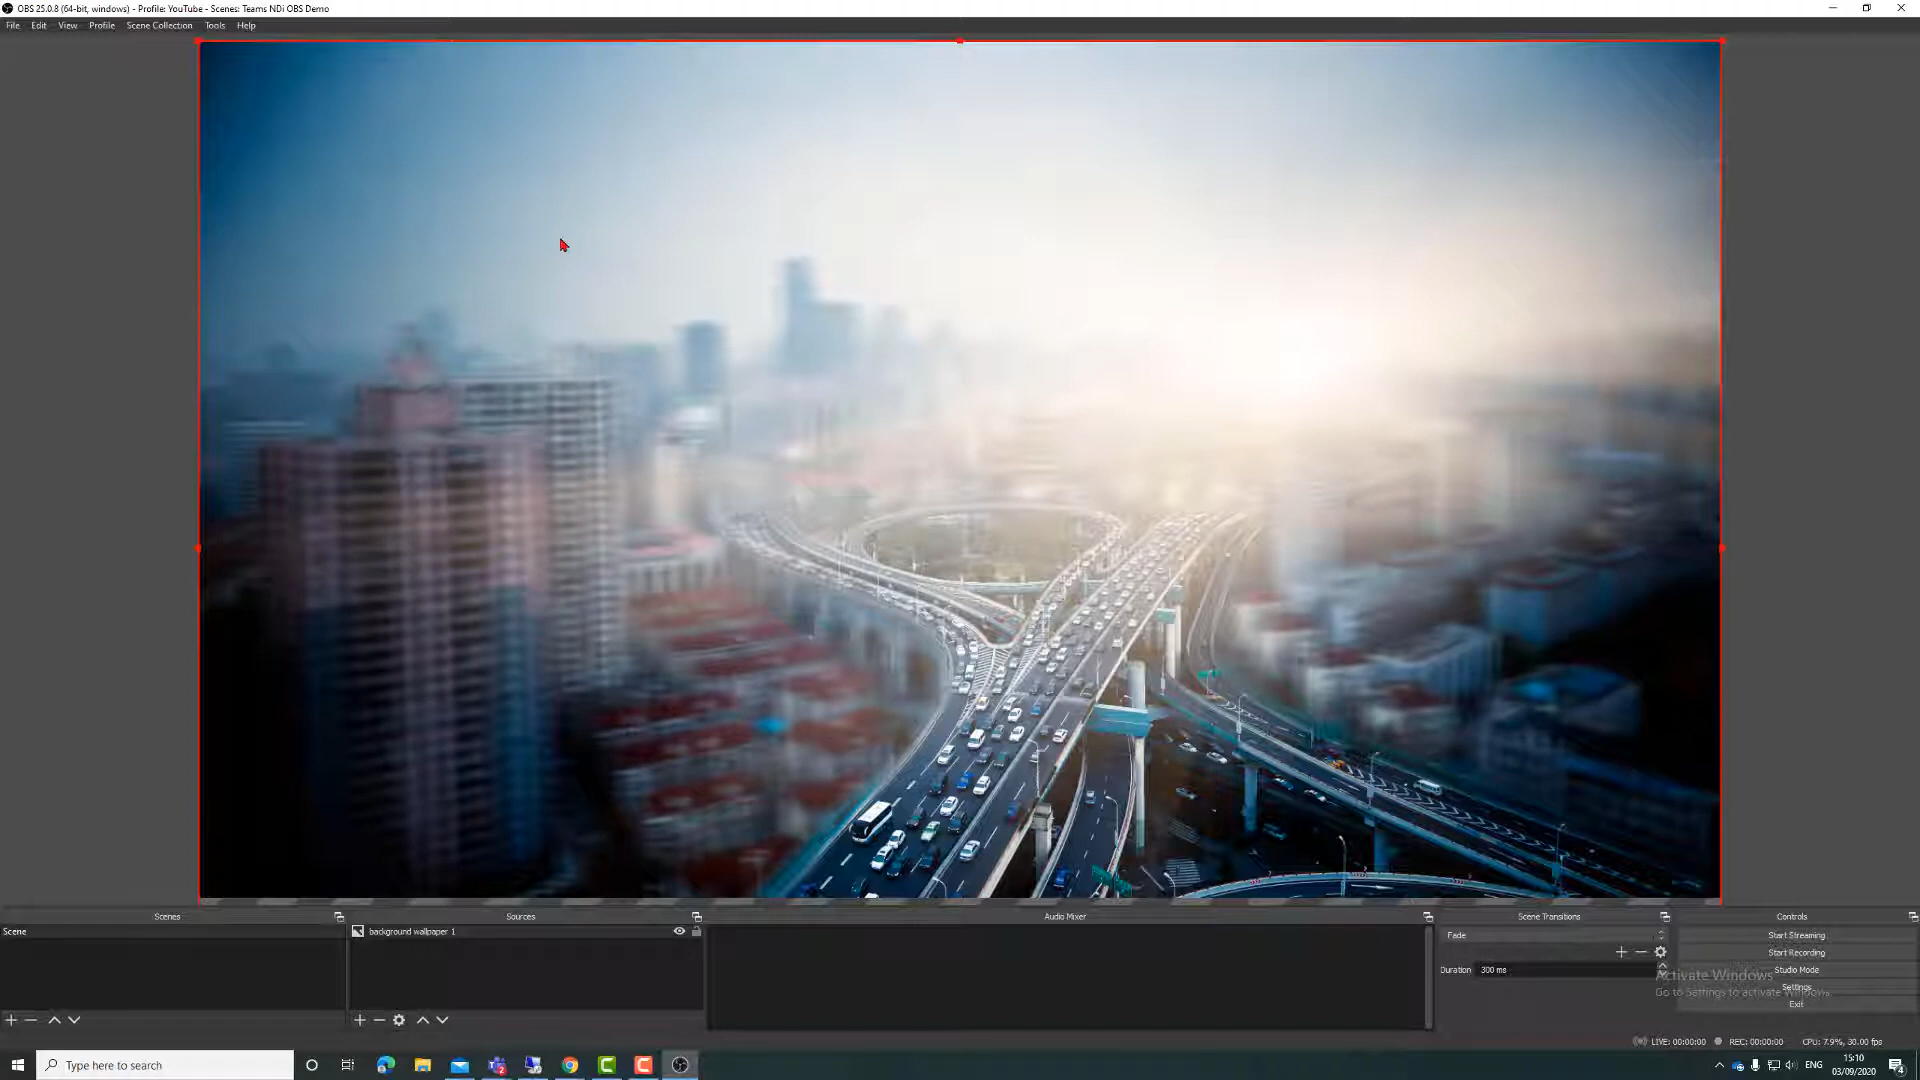 OBS 25.0.8 (64-bit, windows) - Profile: YouTube - Scenes: Teams NDi OBS Demo
File Edit View Profile Scene Collection Tools Help
Scenes Sources Audio Mixer Scene Transitions Controls
Scene background wallpaper 1 Fade Start Streaming
Start Recording
Duration 300 ms Studio Mode
Activate Windows
Settings
Go to Settings to activate Windows.
Exit
LIVE: 00:00:00 REC: 00:00:00 CPU: 7.9%, 30.00 fps
Type here to search
2
ENG
15:10
03/09/2020
4